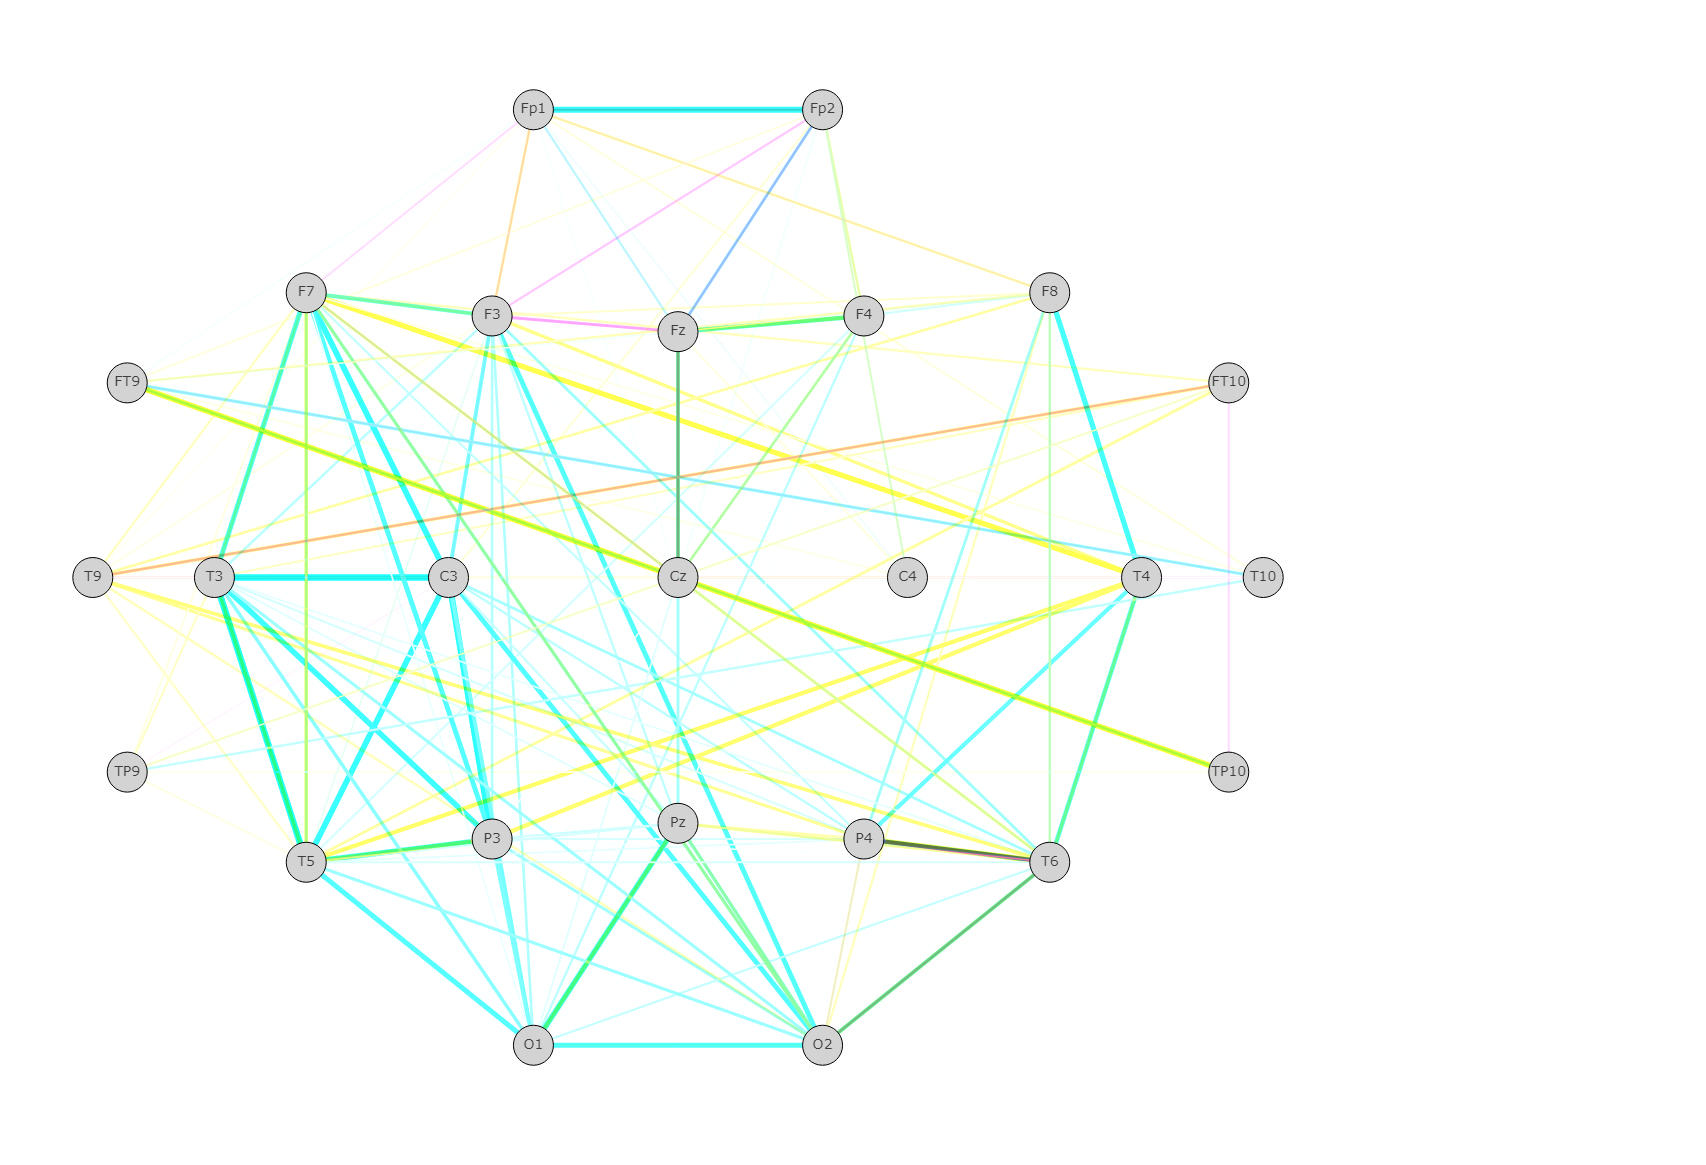 Fp1 Fp2
F7 F3 Fz F4 F8
FT9 FT10
T9 T3 C3 Cz C4 T4 T10
TP9 TP10
T5 P3 Pz P4 T6
O1 O2